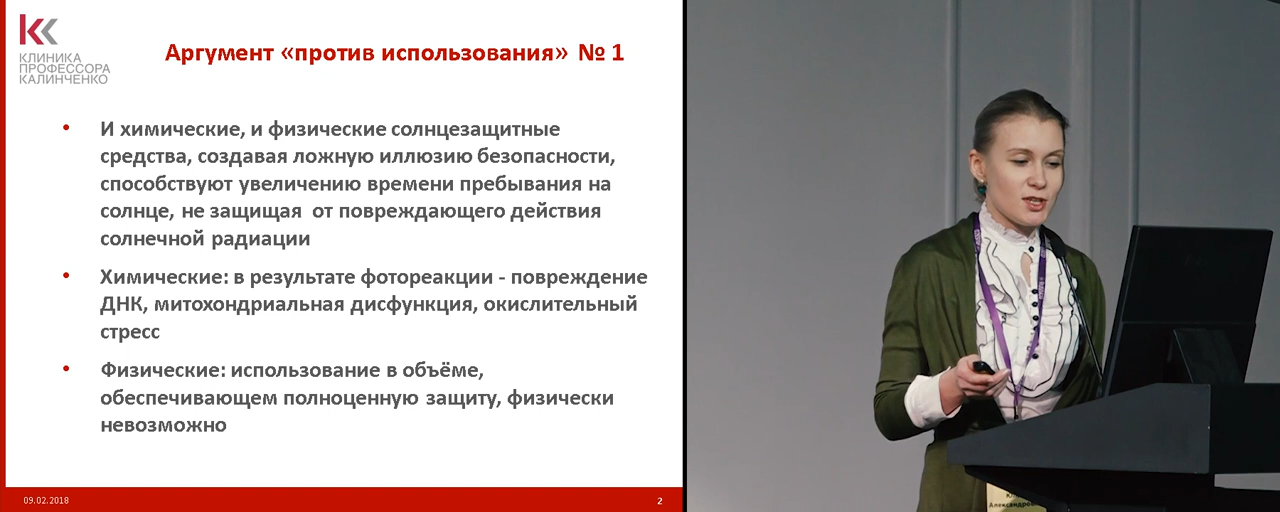 КЛИНИКА
ПРОФЕССОРА
КАЛИНЧЕНКО
Аргумент «против использования» № 1
• И химические, и физические солнцезащитные
средства, создавая ложную иллюзию безопасности,
способствуют увеличению времени пребывания на
солнце, не защищая от повреждающего действия
солнечной радиации
• Химические: в результате фотореакции - повреждение
ДНК, митохондриальная дисфункция, окислительный
стресс
• Физические: использование в объёме,
обеспечивающем полноценную защиту, физически
невозможно
09.02.2018
2